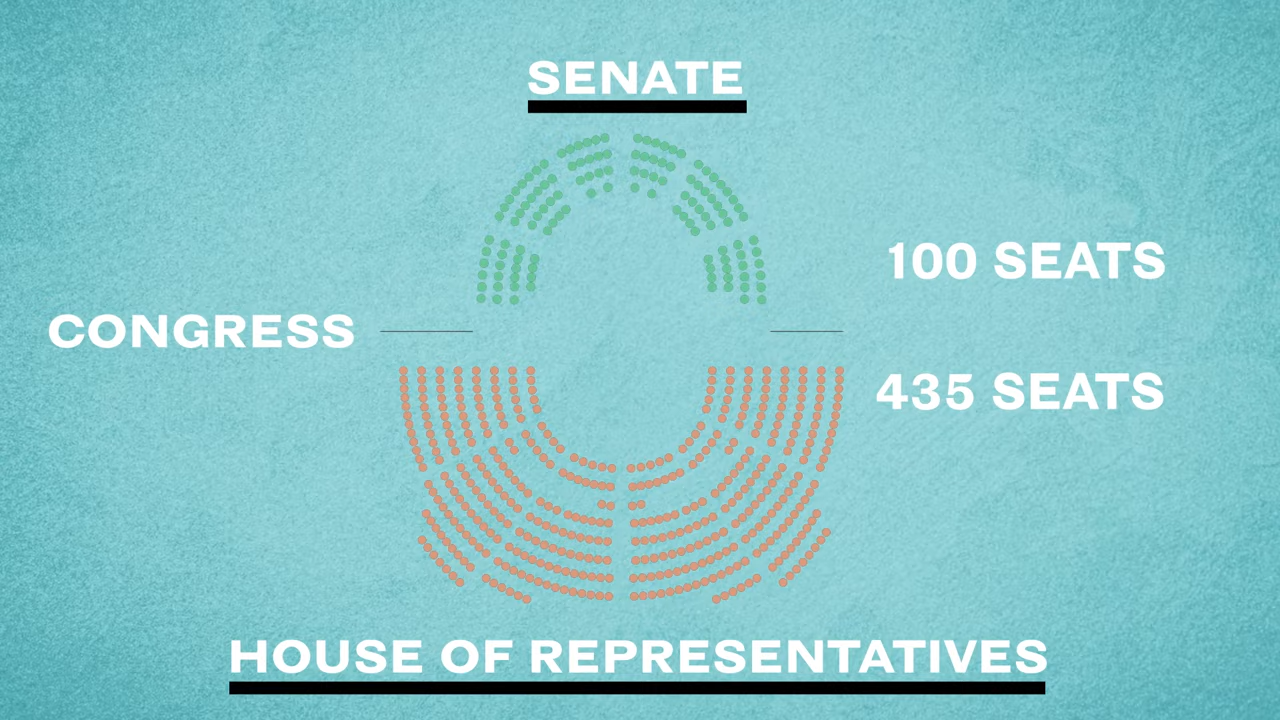 SENATE
100 SEATS
CONGRESS
435 SEATS
HOUSE OF REPRESENTATIVES